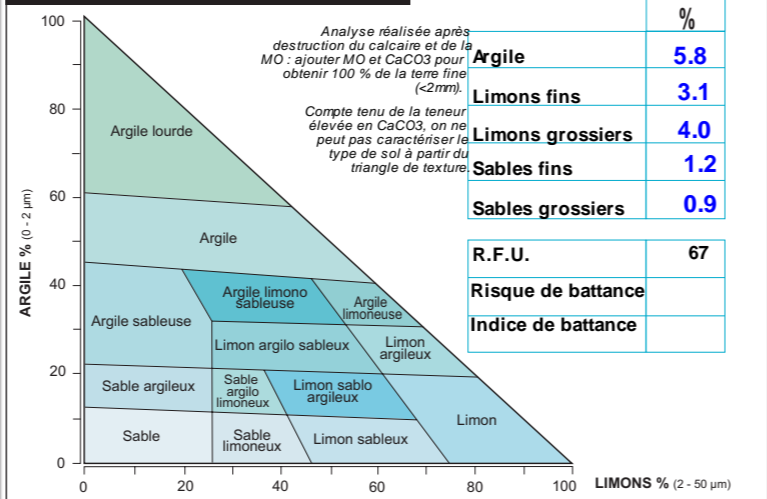 Analyse réalisée après
destruction du calcaire et de la
MO : ajouter MO et CaCO3 pour
obtenir 100 % de la terre fine
(<2mm).
Compte tenu de la teneur
élevée en CaCO3, on ne
peut pas caractériser le
type de sol à partir du
triangle de texture.
%
Argile 5.8
Limons fins 3.1
Limons grossiers 4.0
Sables fins 1.2
Sables grossiers 0.9
R.F.U. 67
Risque de battance
Indice de battance
ARGILE % (0 - 2 µm)
100
80
60
40
20
0
Argile lourde
Argile
Argile limono
sableuse
Argile
limoneuse
Argile sableuse
Limon argilo sableux
Limon
argileux
Sable argileux
Sable
argilo
limoneux
Limon sablo
argileux
Limon
Sable
Sable
limoneux
Limon sableux
0 20 40 60 80 100
LIMONS % (2 - 50 µm)